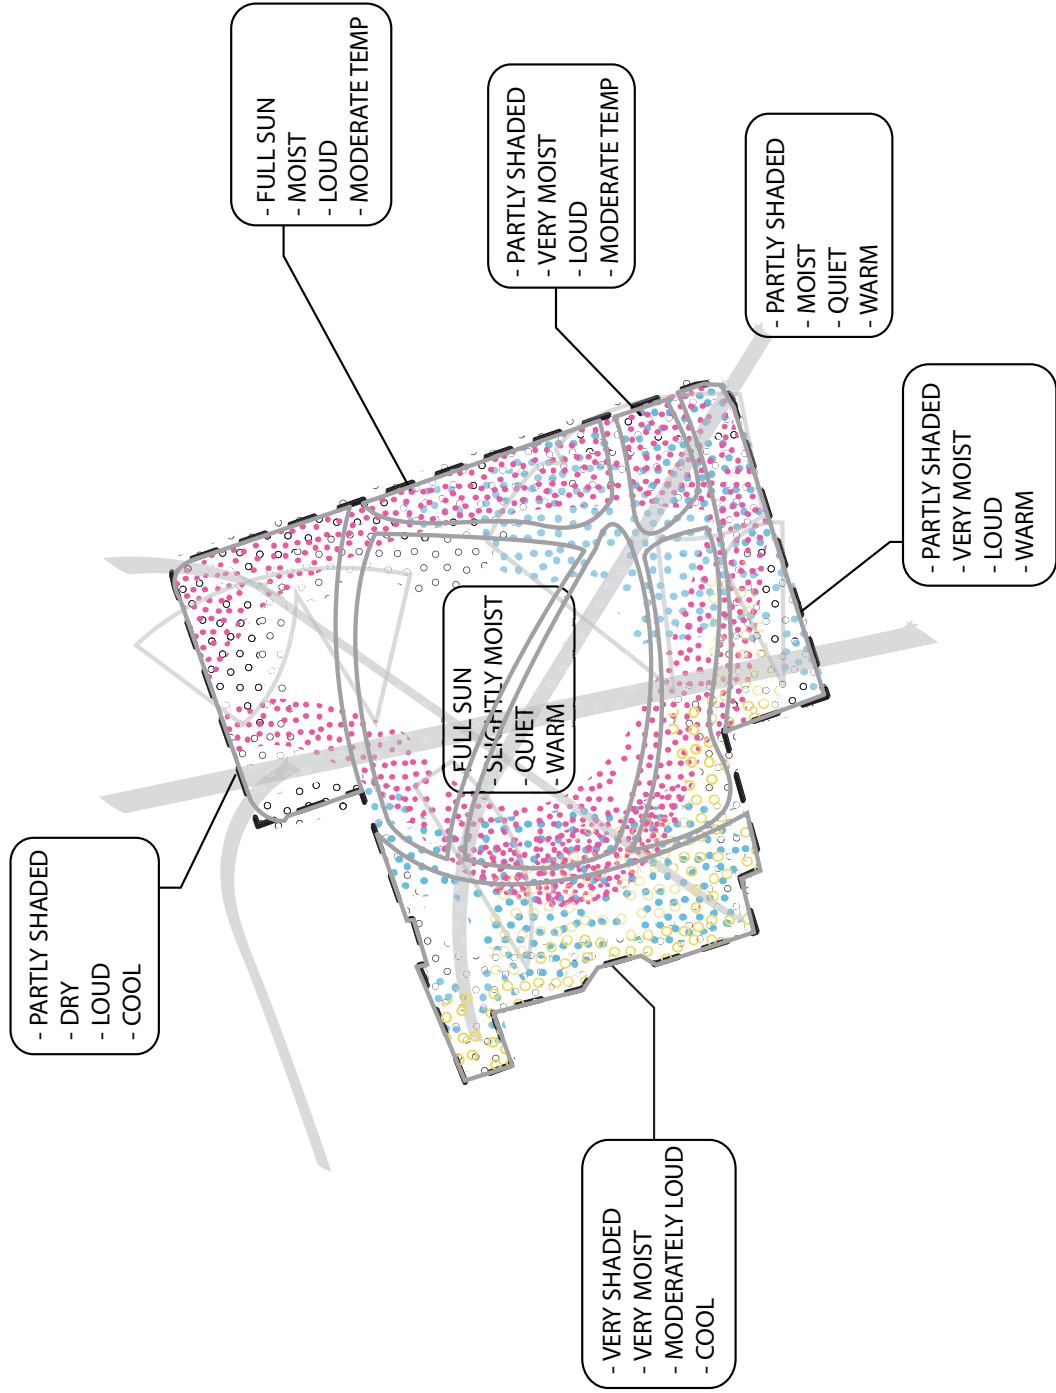 - PARTLY SHADED
- DRY
- LOUD
- COOL
- FULL SUN
- MOIST
- LOUD
- MODERATE TEMP
- PARTLY SHADED
- VERY MOIST
- LOUD
- MODERATE TEMP
- PARTLY SHADED
- MOIST
- QUIET
- WARM
- PARTLY SHADED
- VERY MOIST
- LOUD
- WARM
FULL SUN
- SLIGHTLY MOIST
- QUIET
- WARM
- VERY SHADED
- VERY MOIST
- MODERATELY LOUD
- COOL